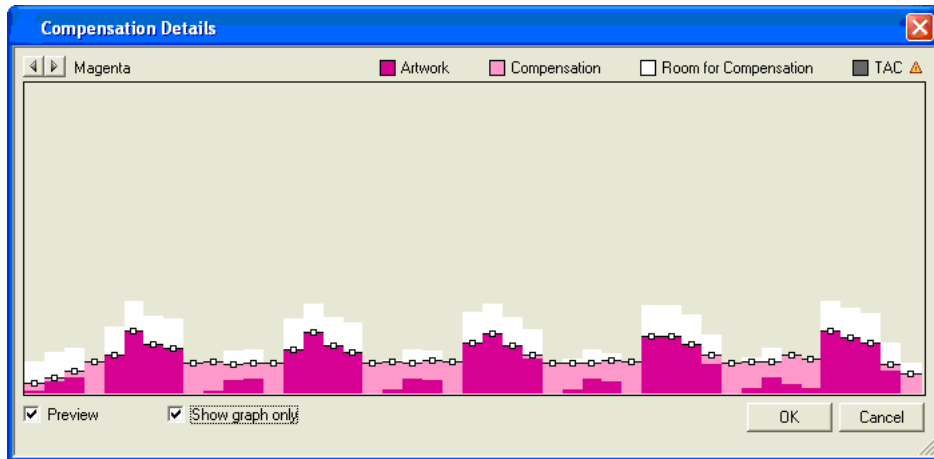 Compensation Details
Magenta Artwork Compensation Room for Compensation TAC
Preview Show graph only OK Cancel